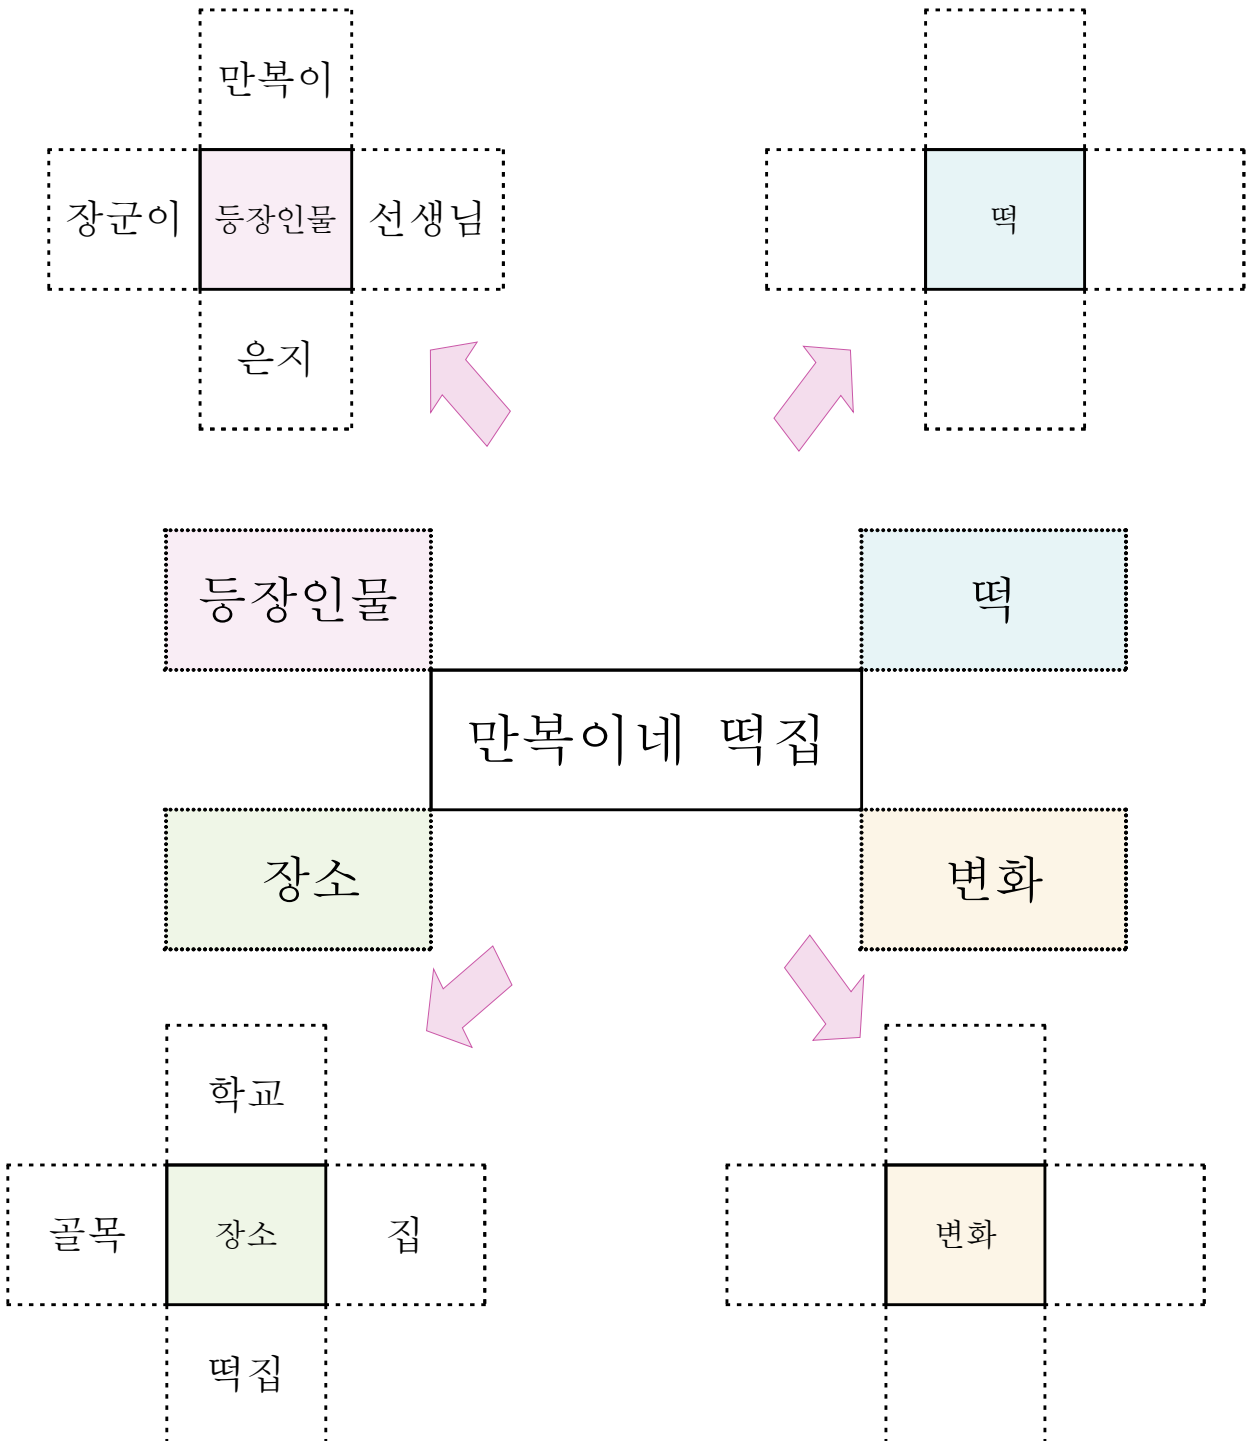 만복이
장군이 등장인물 선생님
은지
떡
등장인물
떡
만복이네 떡집
장소
변화
학교
골목 장소 집
떡집
변화